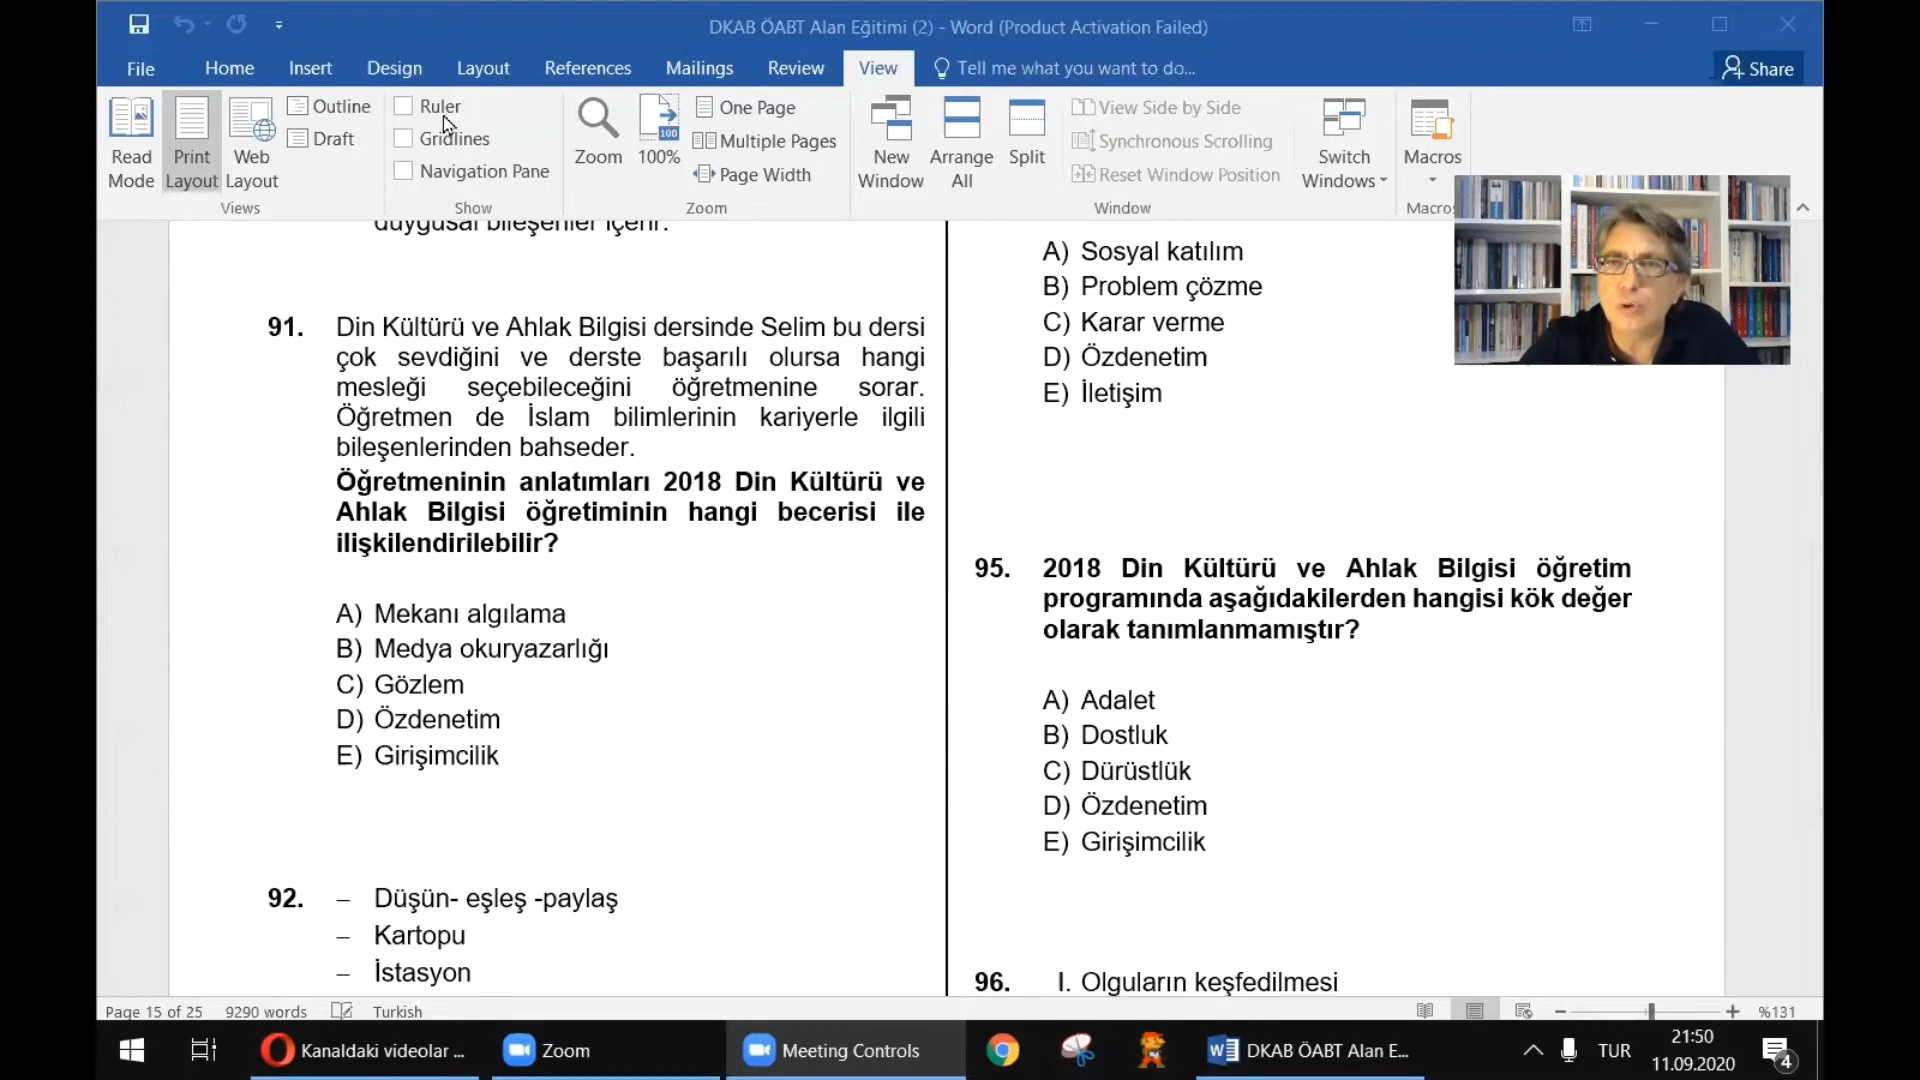 DKAB ÖABT Alan Eğitimi (2) - Word (Product Activation Failed)
File Home Insert Design Layout References Mailings Review View Tell me what you want to do... Share
Read Mode
Print Layout
Web Layout
Outline
Draft
Views
Ruler
Gridlines
Navigation Pane
Show
Zoom
100%
One Page
Multiple Pages
Page Width
Zoom
New Window
Arrange All
Split
View Side by Side
Synchronous Scrolling
Reset Window Position
Window
Switch Windows
Macros
Macros
duygusal bileşenler içerir.
91. Din Kültürü ve Ahlak Bilgisi dersinde Selim bu dersi
çok sevdiğini ve derste başarılı olursa hangi
mesleği seçebileceğini öğretmenine sorar.
Öğretmen de İslam bilimlerinin kariyerle ilgili
bileşenlerinden bahseder.
Öğretmeninin anlatımları 2018 Din Kültürü ve
Ahlak Bilgisi öğretiminin hangi becerisi ile
ilişkilendirilebilir?
A) Mekanı algılama
B) Medya okuryazarlığı
C) Gözlem
D) Özdenetim
E) Girişimcilik
92. – Düşün- eşleş -paylaş
– Kartopu
– İstasyon
A) Sosyal katılım
B) Problem çözme
C) Karar verme
D) Özdenetim
E) İletişim
95. 2018 Din Kültürü ve Ahlak Bilgisi öğretim
programında aşağıdakilerden hangisi kök değer
olarak tanımlanmamıştır?
A) Adalet
B) Dostluk
C) Dürüstlük
D) Özdenetim
E) Girişimcilik
96. I. Olguların keşfedilmesi
Page 15 of 25 9290 words Turkish %131
Kanaldaki videolar ... Zoom Meeting Controls DKAB ÖABT Alan E... TUR 21:50
11.09.2020
4